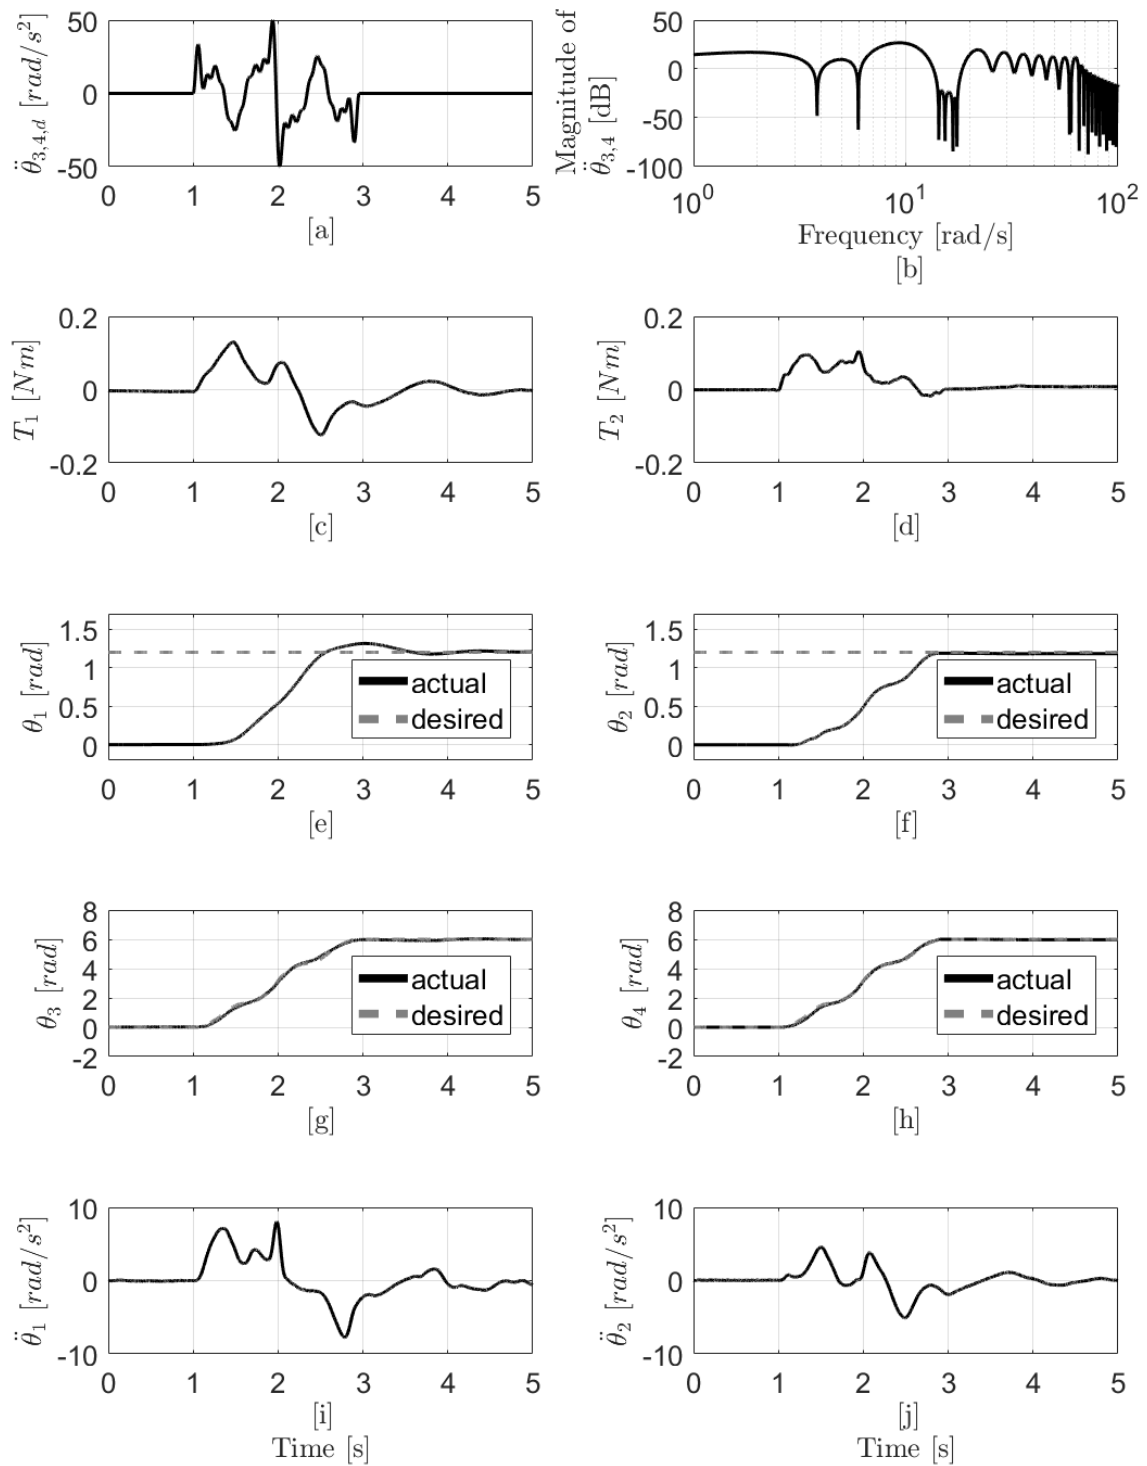 50
0
-50
θ̈3,4,d [rad/s²]
0 1 2 3 4 5
[a]
50
0
-50
-100
Magnitude of
θ̈3,4 [dB]
10⁰ 10¹ 10²
Frequency [rad/s]
[b]
0.2
0
-0.2
T1 [Nm]
0 1 2 3 4 5
[c]
0.2
0
-0.2
T2 [Nm]
0 1 2 3 4 5
[d]
1.5
1
0.5
0
θ1 [rad]
actual
desired
0 1 2 3 4 5
[e]
1.5
1
0.5
0
θ2 [rad]
actual
desired
0 1 2 3 4 5
[f]
8
6
4
2
0
-2
θ3 [rad]
actual
desired
0 1 2 3 4 5
[g]
8
6
4
2
0
-2
θ4 [rad]
actual
desired
0 1 2 3 4 5
[h]
10
0
-10
θ̈1 [rad/s²]
0 1 2 3 4 5
[i]
Time [s]
10
0
-10
θ̈2 [rad/s²]
0 1 2 3 4 5
[j]
Time [s]